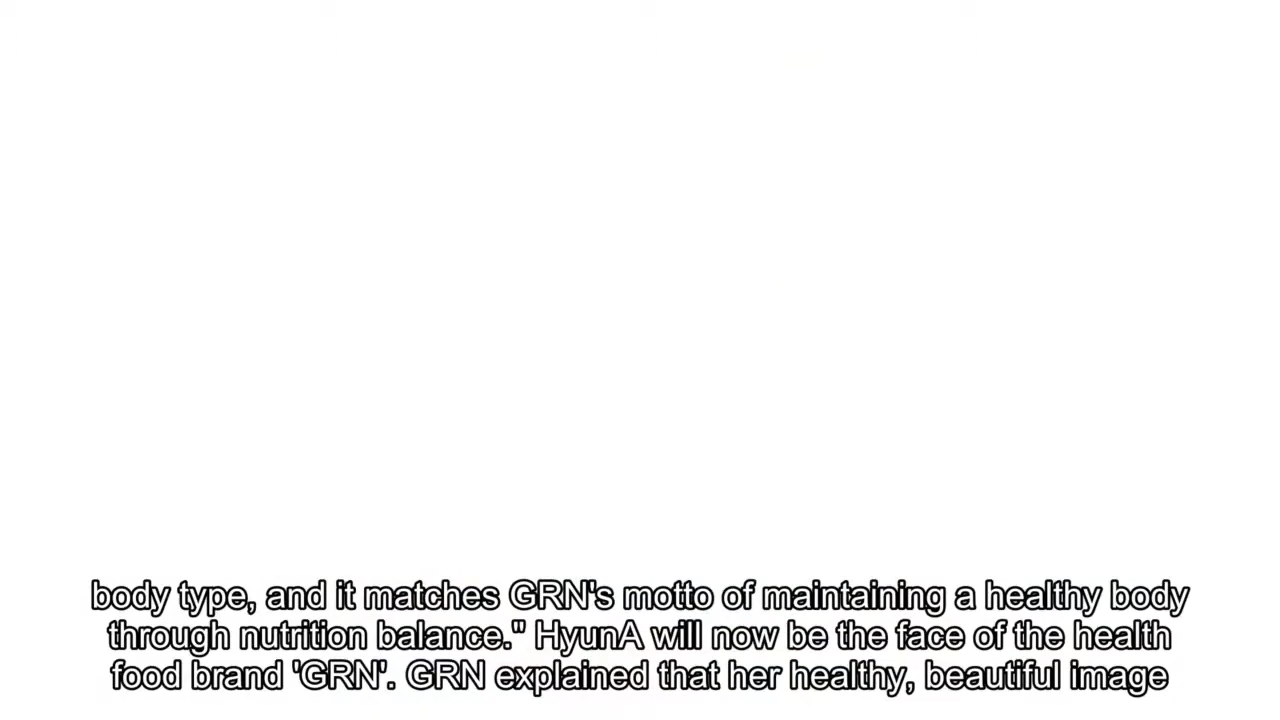 body type, and it matches GRN's motto of maintaining a healthy body
through nutrition balance." HyunA will now be the face of the health
food brand 'GRN'. GRN explained that her healthy, beautiful image